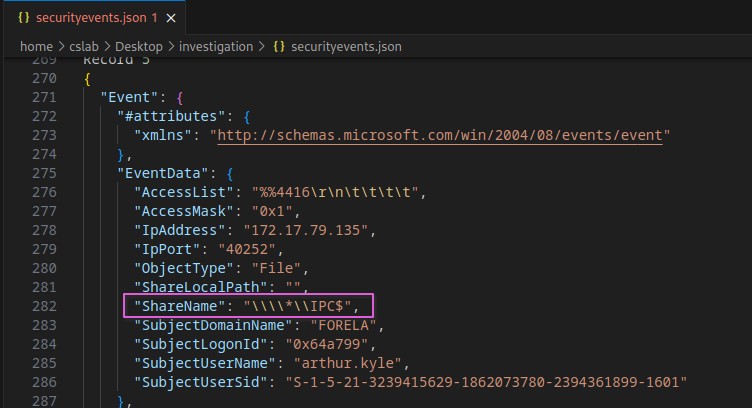 {} securityevents.json 1 ×
home > cslab > Desktop > investigation > {} securityevents.json
269 Record 5
270 {
271 "Event": {
272 "#attributes": {
273 "xmlns": "http://schemas.microsoft.com/win/2004/08/events/event"
274 },
275 "EventData": {
276 "AccessList": "%%4416\r\n\t\t\t\t",
277 "AccessMask": "0x1",
278 "IpAddress": "172.17.79.135",
279 "IpPort": "40252",
280 "ObjectType": "File",
281 "ShareLocalPath": "",
282 "ShareName": "\\\\*\\IPC$",
283 "SubjectDomainName": "FORELA",
284 "SubjectLogonId": "0x64a799",
285 "SubjectUserName": "arthur.kyle",
286 "SubjectUserSid": "S-1-5-21-3239415629-1862073780-2394361899-1601"
287 },